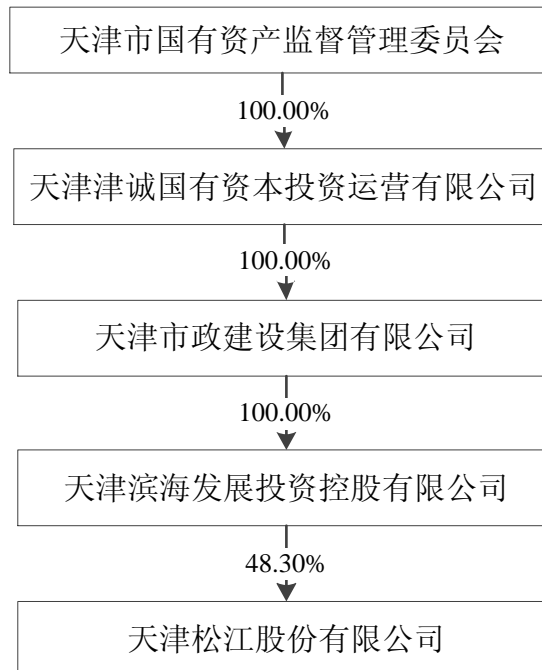 天津市国有资产监督管理委员会
100.00%
天津津诚国有资本投资运营有限公司
100.00%
天津市政建设集团有限公司
100.00%
天津滨海发展投资控股有限公司
48.30%
天津松江股份有限公司